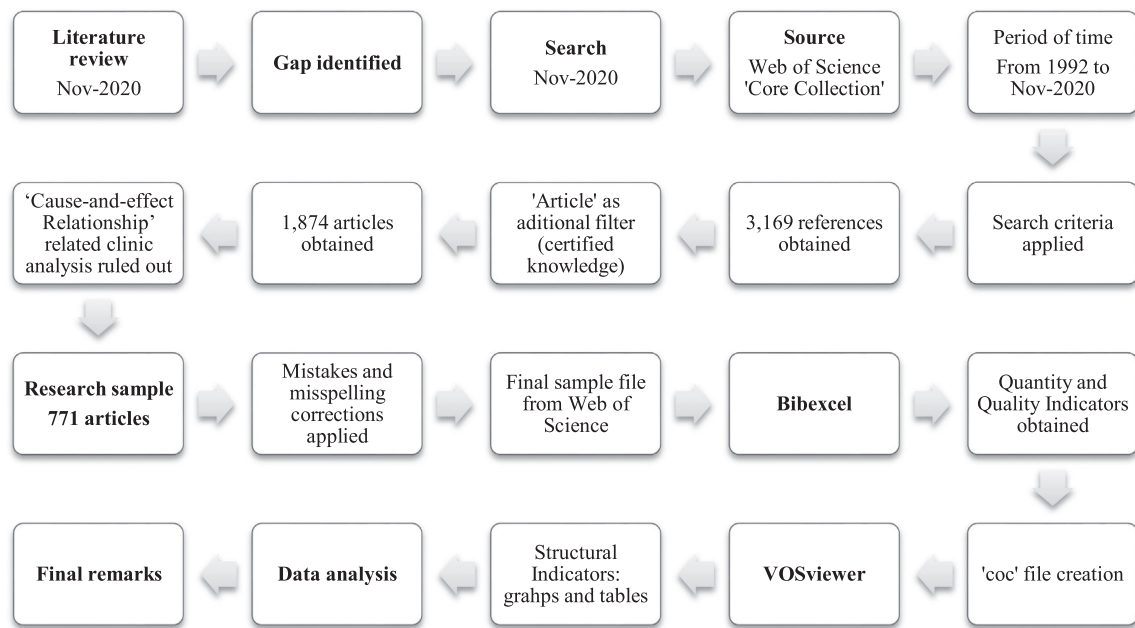 Literature
review
Nov-2020
Gap identified
Search
Nov-2020
Source
Web of Science
'Core Collection'
Period of time
From 1992 to
Nov-2020
Search criteria
applied
3,169 references
obtained
'Article' as
aditional filter
(certified
knowledge)
1,874 articles
obtained
‘Cause-and-effect
Relationship’
related clinic
analysis ruled out
Research sample
771 articles
Mistakes and
misspelling
corrections
applied
Final sample file
from Web of
Science
Bibexcel
Quantity and
Quality Indicators
obtained
'coc' file creation
VOSviewer
Structural
Indicators:
grahps and tables
Data analysis
Final remarks